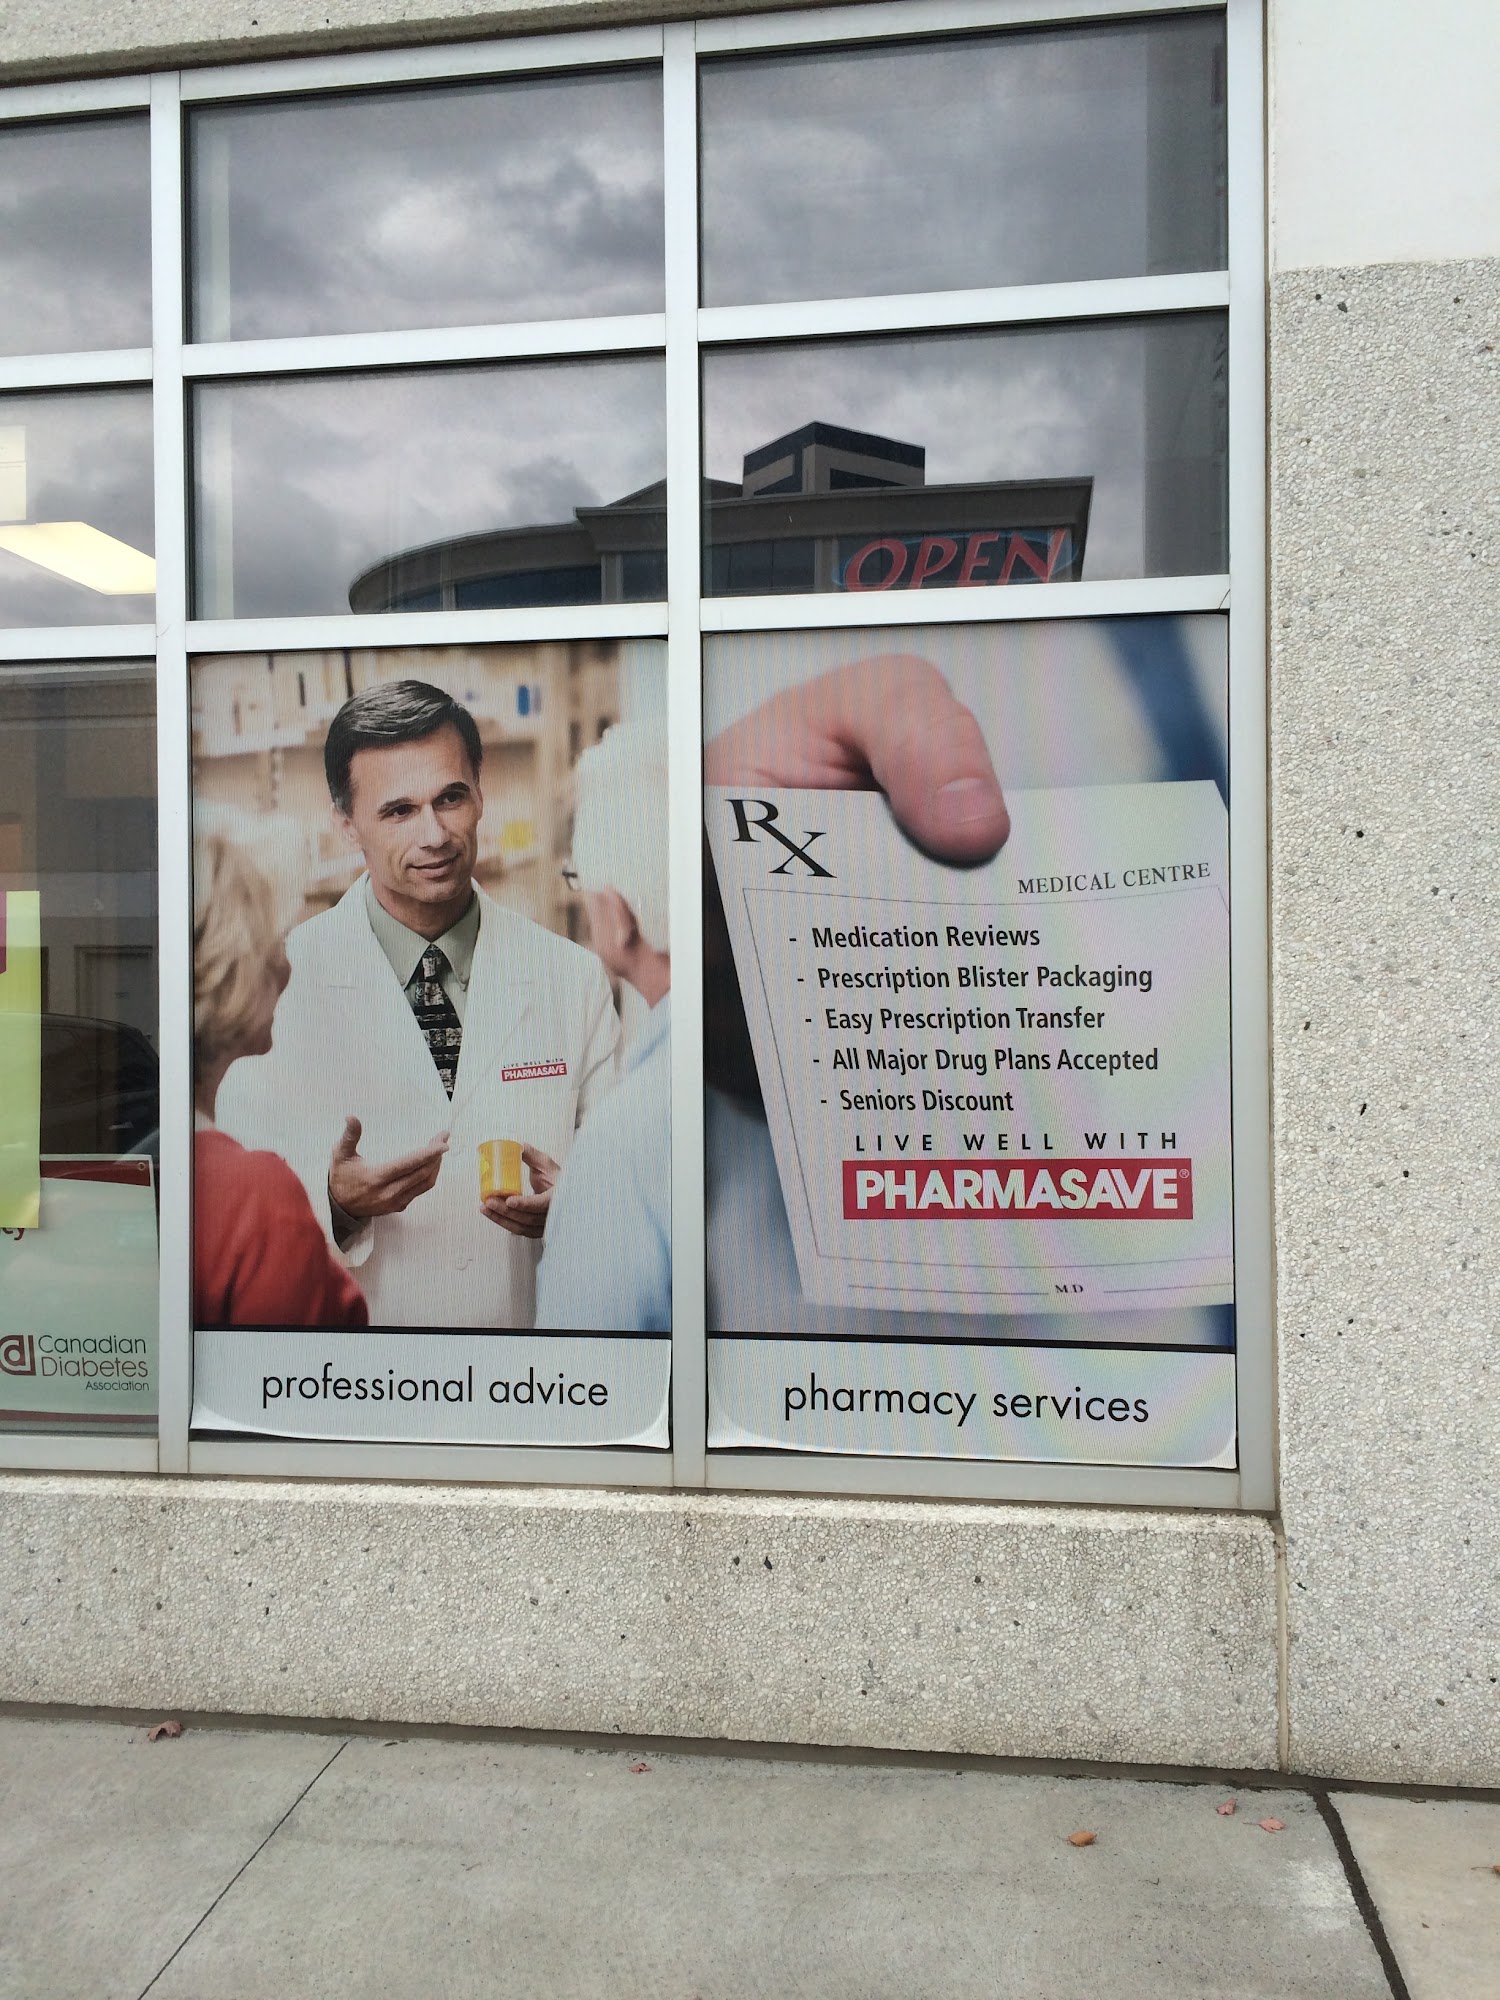 OPEN
LIVE WELL WITH
PHARMASAVE
professional advice
Rx
MEDICAL CENTRE
- Medication Reviews
- Prescription Blister Packaging
- Easy Prescription Transfer
- All Major Drug Plans Accepted
- Seniors Discount
LIVE WELL WITH
PHARMASAVE®
M.D
pharmacy services
Canadian
Diabetes
Association